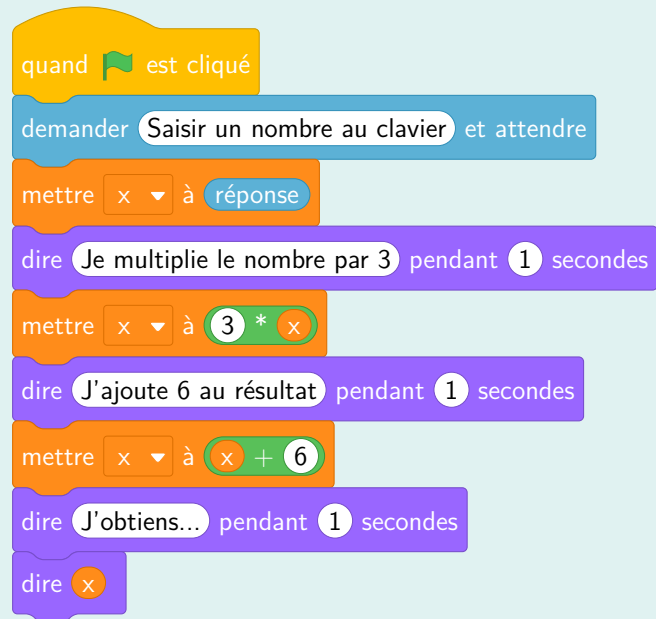 quand est cliqué
demander Saisir un nombre au clavier et attendre
mettre x à réponse
dire Je multiplie le nombre par 3 pendant 1 secondes
mettre x à 3 * x
dire J'ajoute 6 au résultat pendant 1 secondes
mettre x à x + 6
dire J'obtiens... pendant 1 secondes
dire x